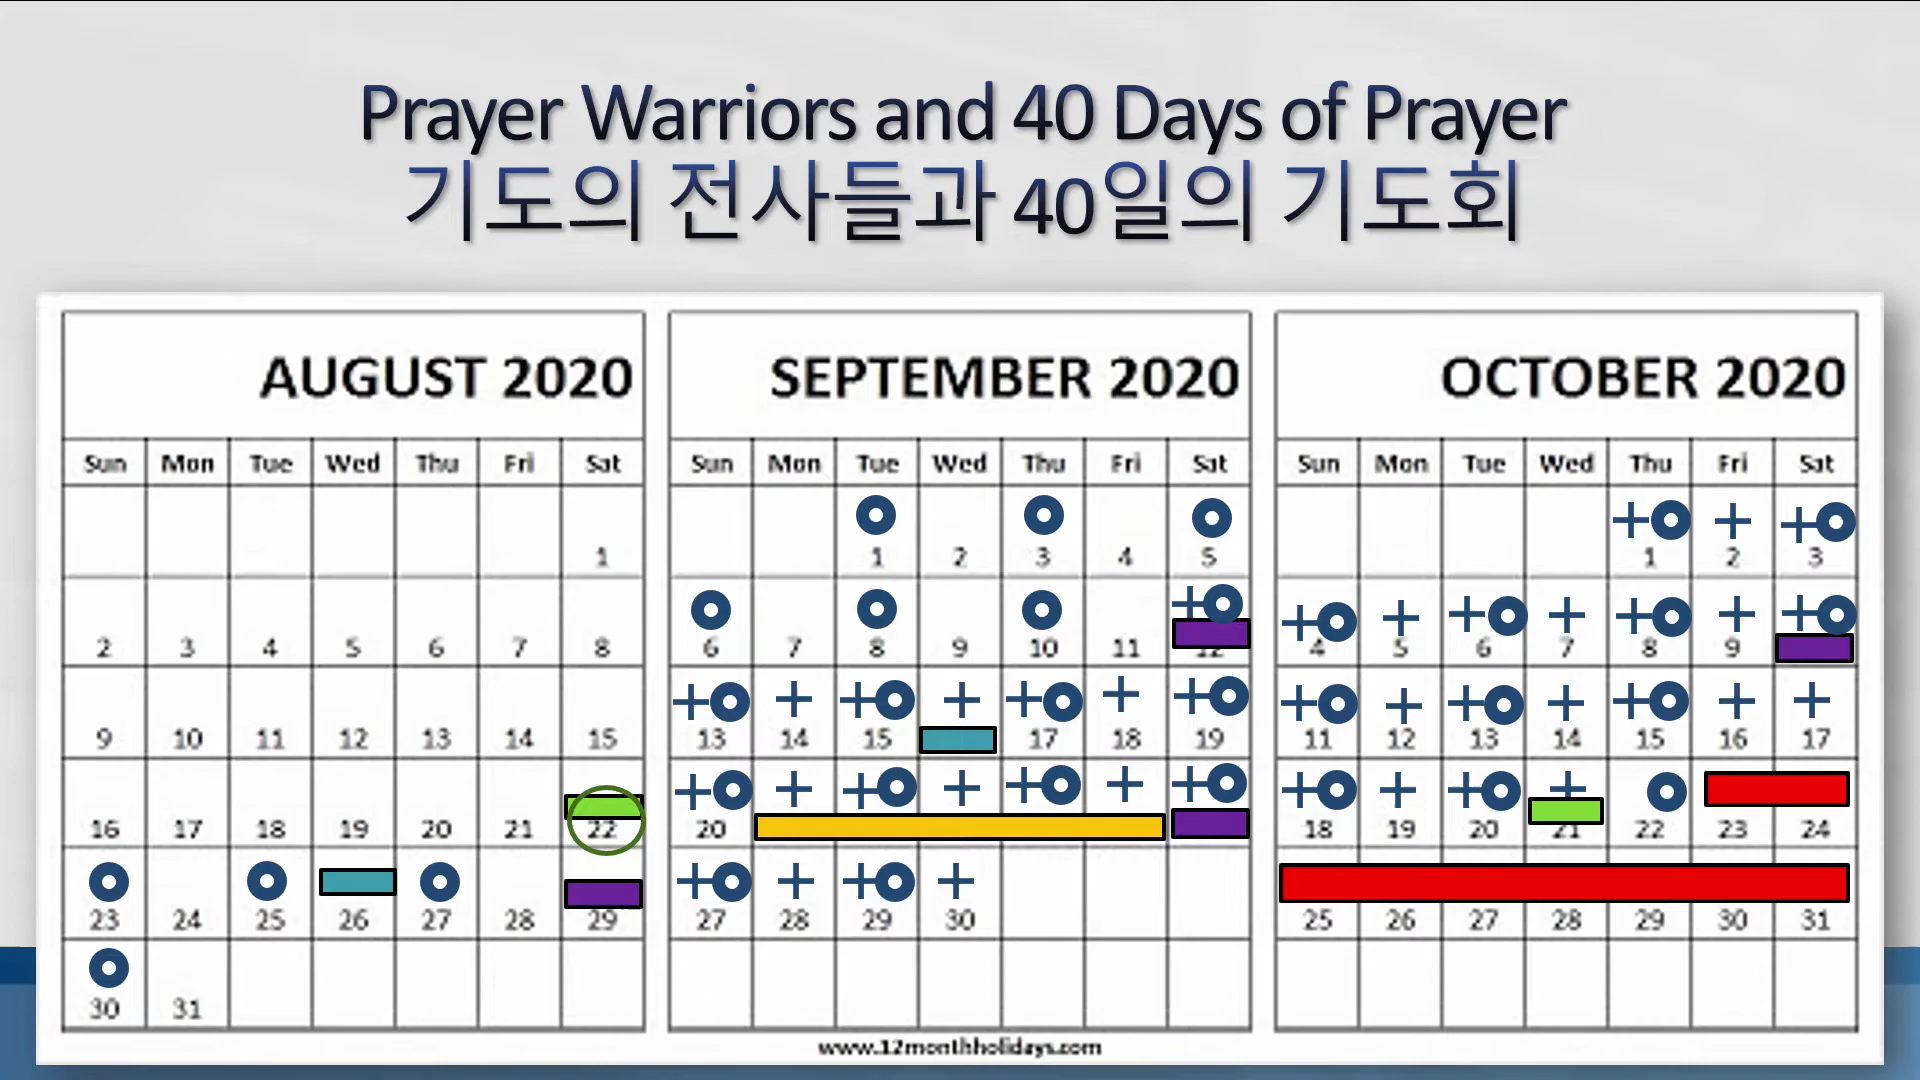 Prayer Warriors and 40 Days of Prayer
기도의 전사들과 40일의 기도회
AUGUST 2020
Sun Mon Tue Wed Thu Fri Sat
1
2 3 4 5 6 7 8
9 10 11 12 13 14 15
16 17 18 19 20 21 22
23 24 25 26 27 28 29
30 31
SEPTEMBER 2020
Sun Mon Tue Wed Thu Fri Sat
1 2 3 4 5
6 7 8 9 10 11 12
13 14 15 17 18 19
20
27 28 29 30
OCTOBER 2020
Sun Mon Tue Wed Thu Fri Sat
1 2 3
4 5 6 7 8 9
11 12 13 14 15 16 17
18 19 20 21 22 23 24
25 26 27 28 29 30 31
www.12monthholidays.com